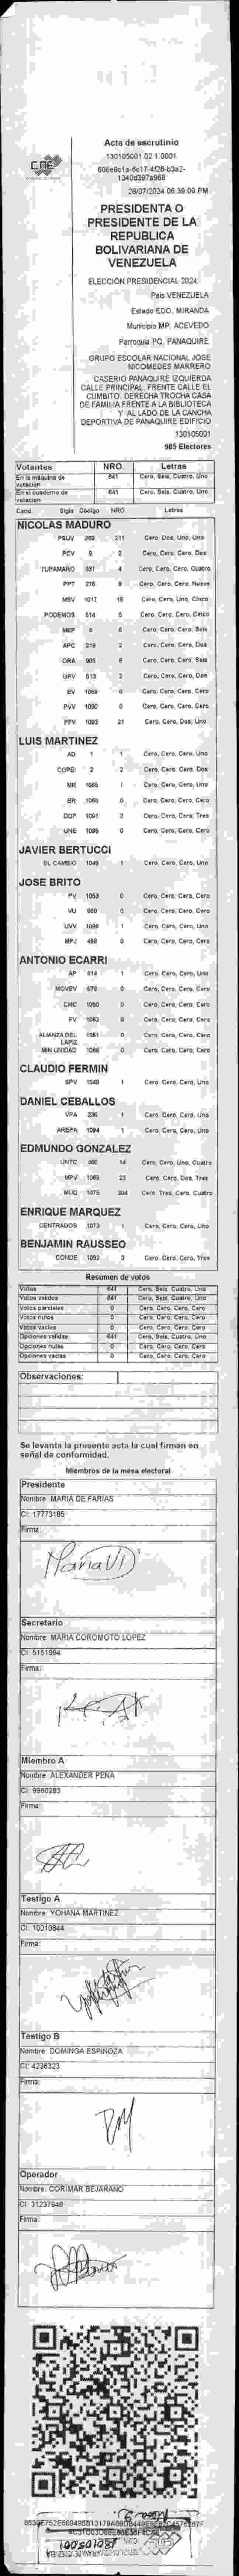 CNE
Acta de escrutinio
130105001.02.1.0001
28/07/2024 06:39:00 PM
PRESIDENTA O
PRESIDENTE DE LA
REPUBLICA
BOLIVARIANA DE
VENEZUELA
ELECCIÓN PRESIDENCIAL 2024
País VENEZUELA
Estado EDO. MIRANDA
Municipio MP. ACEVEDO
Parroquia PQ. PANAQUIRE
GRUPO ESCOLAR NACIONAL JOSE
NICOMEDES MARRERO
CASERIO PANAQUIRE IZQUIERDA
CALLE PRINCIPAL. FRENTE CALLE EL
CUMBITO. DERECHA TROCHA CASA
DE FAMILIA FRENTE A LA BIBLIOTECA
Y AL LADO DE LA CANCHA
DEPORTIVA DE PANAQUIRE EDIFICIO
130105001
985 Electores
Votantes NRO. Letras
En la máquina de votación 641 Cero, Seis, Cuatro, Uno
En el cuaderno de votación 641 Cero, Seis, Cuatro, Uno
Cand. Sigla Código NRO Letras
NICOLAS MADURO
PSUV 269 211 Cero, Dos, Uno, Uno
PCV 9 2 Cero, Cero, Cero, Dos
TUPAMARO 531 4 Cero, Cero, Cero, Cuatro
PPT 276 9 Cero, Cero, Cero, Nueve
MSV 1017 15 Cero, Cero, Uno, Cinco
PODEMOS 514 5 Cero, Cero, Cero, Cinco
MEP 6 6 Cero, Cero, Cero, Seis
APC 219 2 Cero, Cero, Cero, Dos
ORA 905 6 Cero, Cero, Cero, Seis
UPV 613 2 Cero, Cero, Cero, Dos
EV 1089 0 Cero, Cero, Cero, Cero
PVV 1090 0 Cero, Cero, Cero, Cero
PFV 1093 21 Cero, Cero, Dos, Uno
LUIS MARTINEZ
AD 1 1 Cero, Cero, Cero, Uno
COPEI 2 2 Cero, Cero, Cero, Dos
MR 1065 1 Cero, Cero, Cero, Uno
BR 1068 0 Cero, Cero, Cero, Cero
DDP 1091 3 Cero, Cero, Cero, Tres
UNE 1095 0 Cero, Cero, Cero, Cero
JAVIER BERTUCCI
EL CAMBIO 1048 1 Cero, Cero, Cero, Uno
JOSE BRITO
PV 1053 0 Cero, Cero, Cero, Cero
VU 969 0 Cero, Cero, Cero, Cero
UVV 1096 1 Cero, Cero, Cero, Uno
MPJ 458 0 Cero, Cero, Cero, Cero
ANTONIO ECARRI
AP 814 1 Cero, Cero, Cero, Uno
MOVEV 876 0 Cero, Cero, Cero, Cero
CMC 1050 0 Cero, Cero, Cero, Cero
FV 1062 0 Cero, Cero, Cero, Cero
ALIANZA DEL LAPIZ 1051 0 Cero, Cero, Cero, Cero
MIN UNIDAD 1066 0 Cero, Cero, Cero, Cero
CLAUDIO FERMIN
SPV 1049 1 Cero, Cero, Cero, Uno
DANIEL CEBALLOS
VPA 236 1 Cero, Cero, Cero, Uno
AREPA 1094 1 Cero, Cero, Cero, Uno
EDMUNDO GONZALEZ
UNTC 460 14 Cero, Cero, Uno, Cuatro
MPV 1069 23 Cero, Cero, Dos, Tres
MUD 1075 304 Cero, Tres, Cero, Cuatro
ENRIQUE MARQUEZ
CENTRADOS 1073 1 Cero, Cero, Cero, Uno
BENJAMIN RAUSSEO
CONDE 1092 3 Cero, Cero, Cero, Tres
Resumen de votos
Votos 641 Cero, Seis, Cuatro, Uno
Votos válidos 641 Cero, Seis, Cuatro, Uno
Votos parciales 0 Cero, Cero, Cero, Cero
Votos nulos 0 Cero, Cero, Cero, Cero
Votos vacíos 0 Cero, Cero, Cero, Cero
Opciones válidas 641 Cero, Seis, Cuatro, Uno
Opciones nulas 0 Cero, Cero, Cero, Cero
Opciones vacías 0 Cero, Cero, Cero, Cero
Observaciones:
Se levanta la presente acta la cual firman en
señal de conformidad.
Miembros de la mesa electoral
Presidente
Nombre: MARIA DE FARIAS
CI: 17773185
Firma:
Maria V
Secretario
Nombre: MARIA COROMOTO LOPEZ
CI: 5151994
Firma:
Miembro A
Nombre: ALEXANDER PEÑA
CI: 9960283
Firma:
Testigo A
Nombre: YOHANA MARTINEZ
CI: 10010844
Firma:
Testigo B
Nombre: DOMINGA ESPINOZA
CI: 4236323
Firma:
Operador
Nombre: CORIMAR BEJARANO
CI: 31237648
Firma:
Mesa 2
130105001